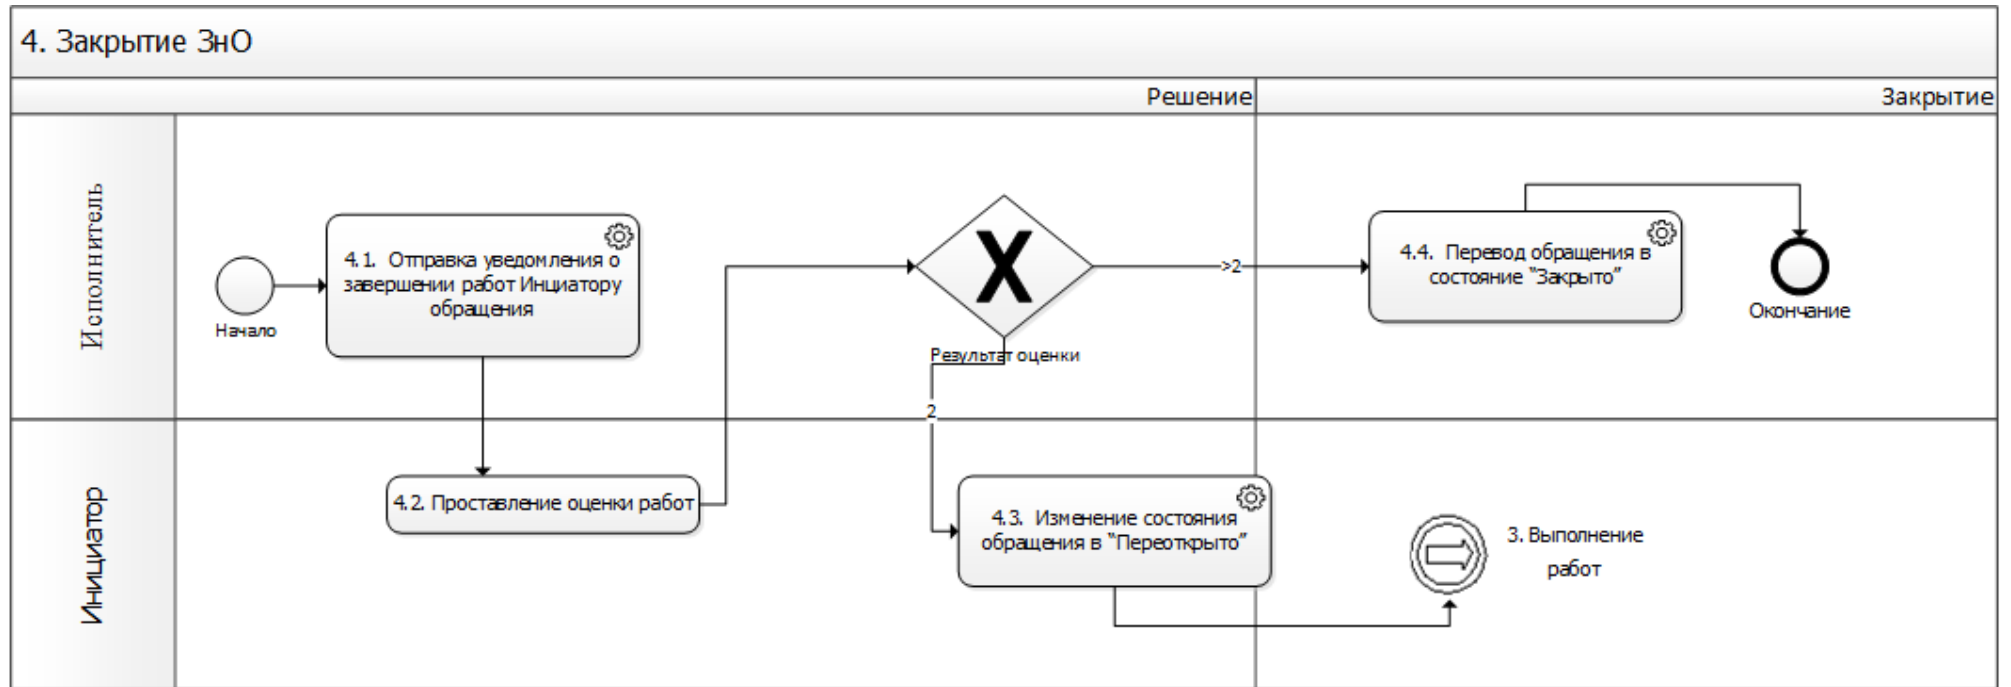 4. Закрытие ЗнО
Решение
Закрытие
Исполнитель
Начало
4.1. Отправка уведомления о
завершении работ Инциатору
обращения
Результат оценки
>2
2
4.4. Перевод обращения в
состояние “Закрыто”
Окончание
Инициатор
4.2. Проставление оценки работ
4.3. Изменение состояния
обращения в “Переоткрыто”
3. Выполнение
работ